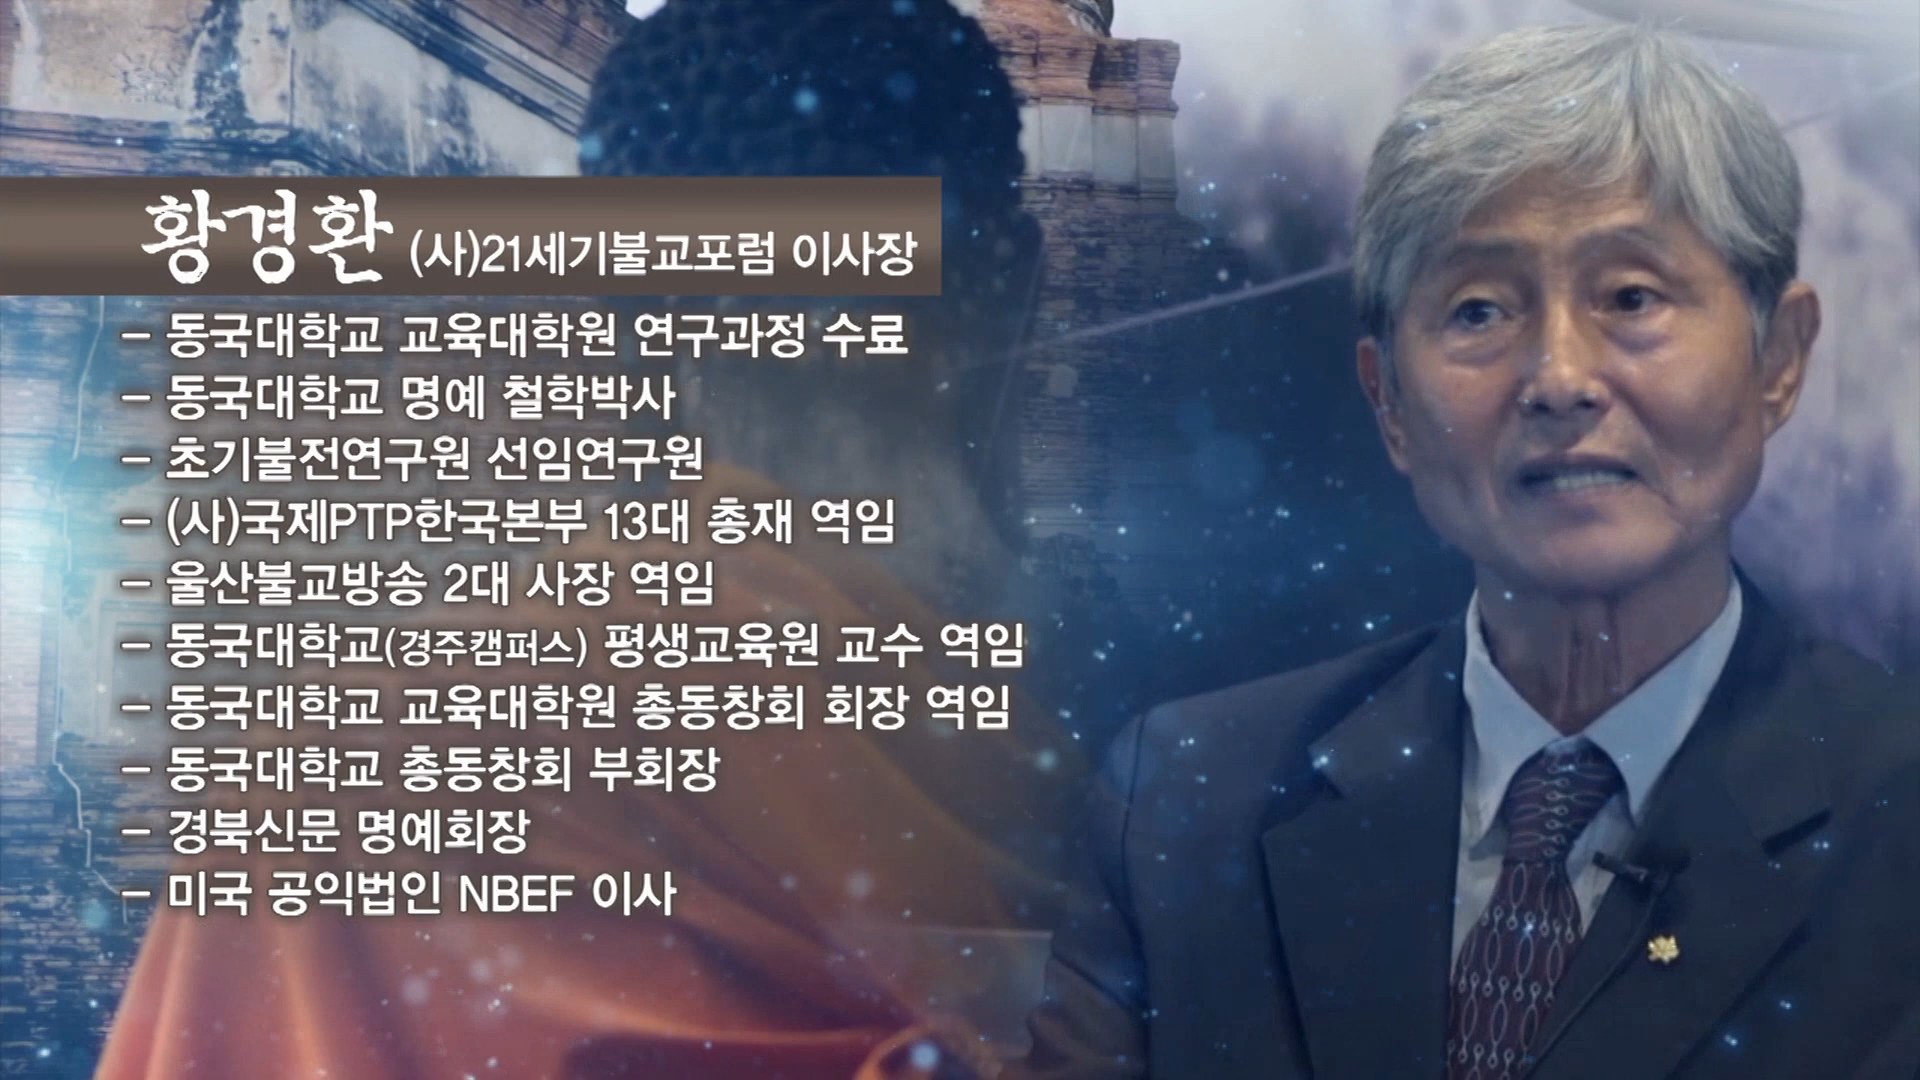 황경환 (사)21세기불교포럼 이사장
- 동국대학교 교육대학원 연구과정 수료
- 동국대학교 명예 철학박사
- 초기불전연구원 선임연구원
- (사)국제PTP한국본부 13대 총재 역임
- 울산불교방송 2대 사장 역임
- 동국대학교(경주캠퍼스) 평생교육원 교수 역임
- 동국대학교 교육대학원 총동창회 회장 역임
- 동국대학교 총동창회 부회장
- 경북신문 명예회장
- 미국 공익법인 NBEF 이사